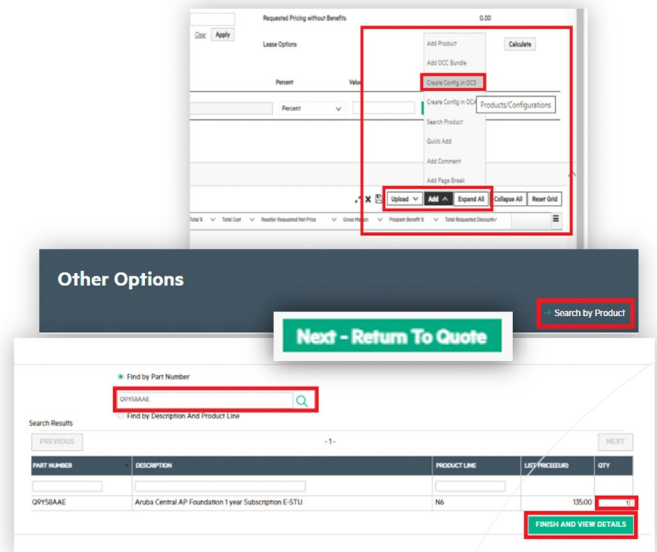 Requested Pricing without Benefits 0.00
Clear Apply
Lease Options Add Product Calculate
Add OCC Bundle
Percent Value Create Config in OCS
Percent Create Config in OCA Products/Configurations
Search Product
Quick Add
Add Comment
Add Page Break
Upload Add Expand All Collapse All Reset Grid
Total % Total Cost Reseller Requested Net Price Gross Margin Program Benefit % Total Requested Discount
Other Options
→ Search by Product
Next - Return To Quote
Find by Part Number
Q9Y58AAE
Find by Description And Product Line
Search Results
PREVIOUS -1- NEXT
PART NUMBER DESCRIPTION PRODUCT LINE LIST PRICE(EUR) QTY
Q9Y58AAE Aruba Central AP Foundation 1 year Subscription E-STU N6 135.00 1
FINISH AND VIEW DETAILS